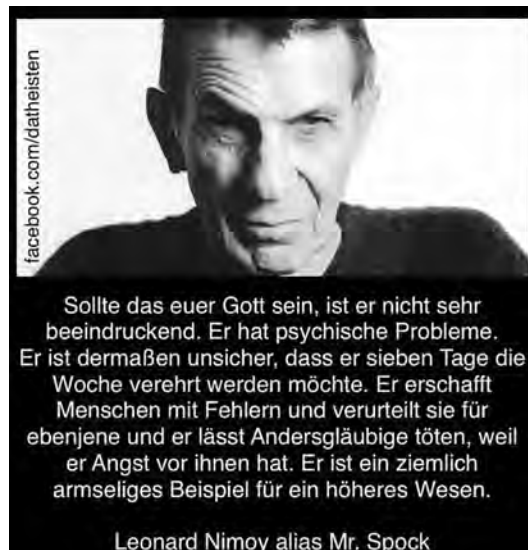 facebook.com/datheisten
Sollte das euer Gott sein, ist er nicht sehr
beeindruckend. Er hat psychische Probleme.
Er ist dermaßen unsicher, dass er sieben Tage die
Woche verehrt werden möchte. Er erschafft
Menschen mit Fehlern und verurteilt sie für
ebenjene und er lässt Andersgläubige töten, weil
er Angst vor ihnen hat. Er ist ein ziemlich
armseliges Beispiel für ein höheres Wesen.
Leonard Nimoy alias Mr. Spock